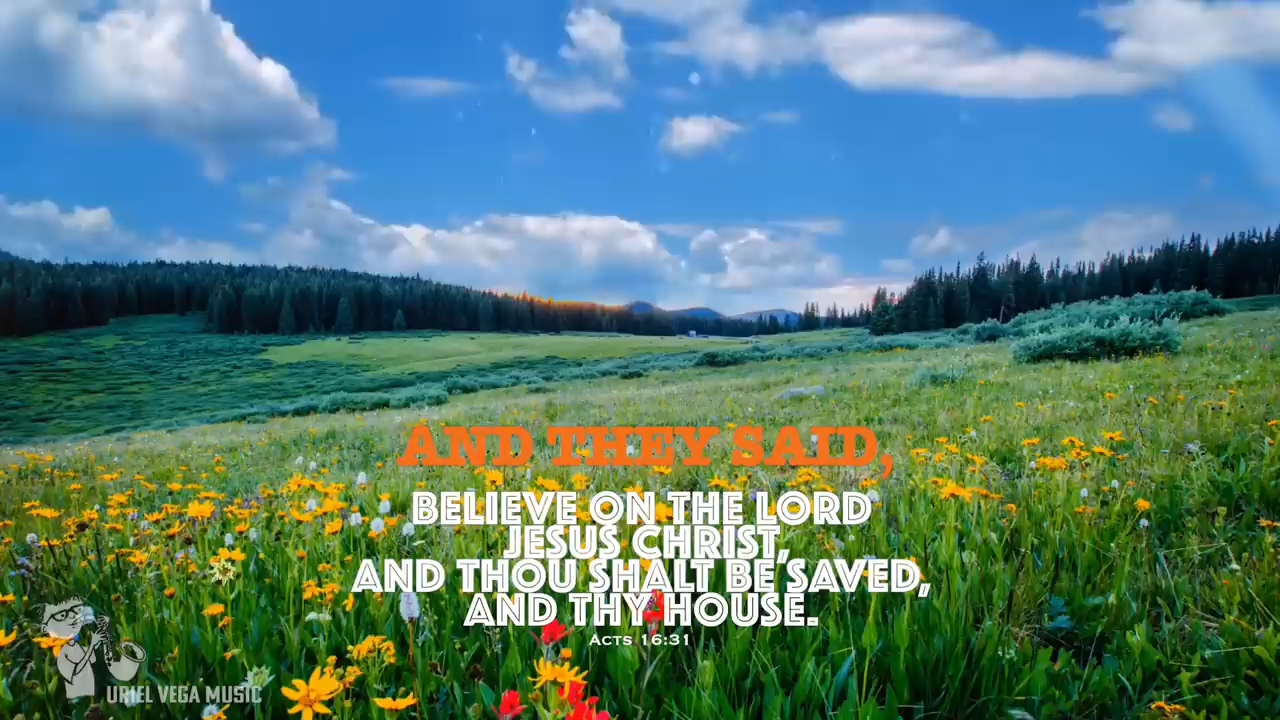 AND THEY SAID,
BELIEVE ON THE LORD
JESUS CHRIST,
AND THOU SHALT BE SAVED,
AND THY HOUSE.
ACTS 16:31
URIEL VEGA MUSIC